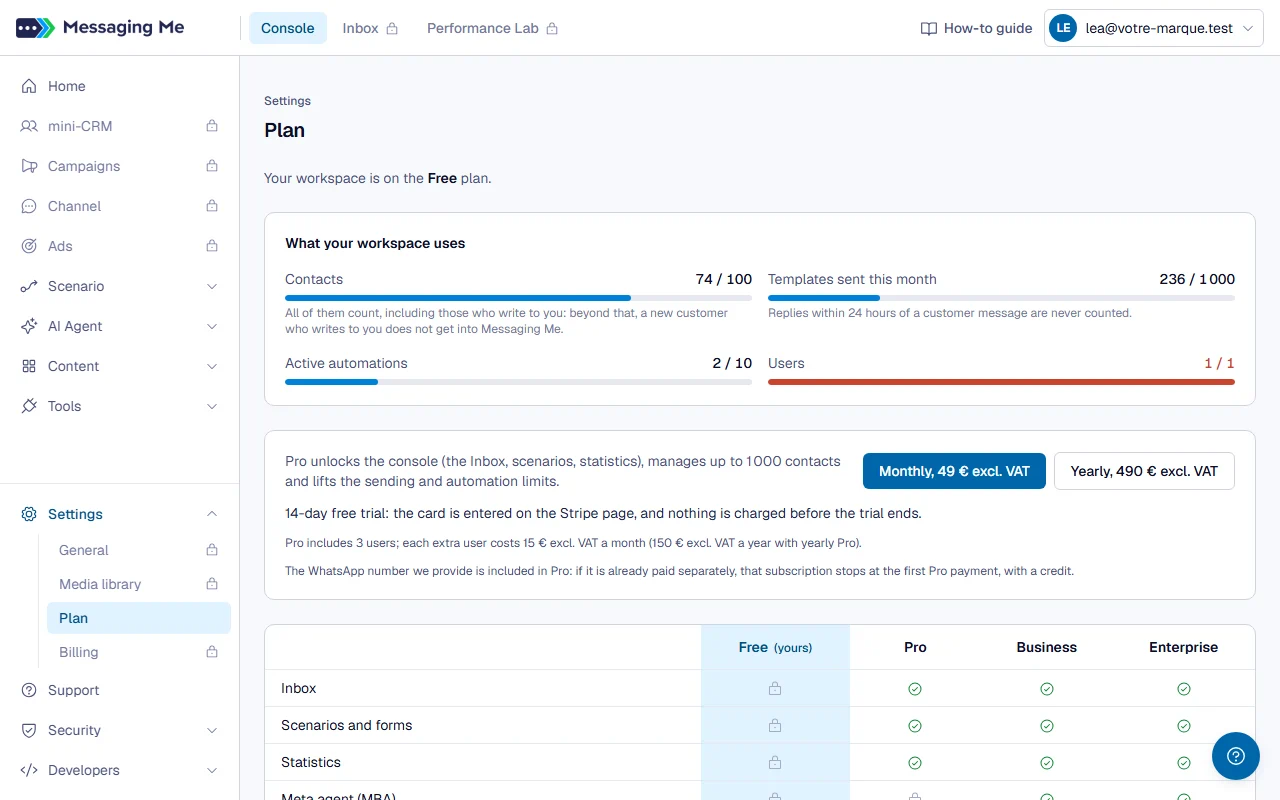 Messaging Me
Console
Inbox
Performance Lab
How-to guide
LE
lea@votre-marque.test
Home
mini-CRM
Campaigns
Channel
Ads
Scenario
AI Agent
Content
Tools
Settings
General
Media library
Plan
Billing
Support
Security
Developers
Settings
Plan
Your workspace is on the Free plan.
What your workspace uses
Contacts 74 / 100
All of them count, including those who write to you: beyond that, a new customer
who writes to you does not get into Messaging Me.
Templates sent this month 236 / 1 000
Replies within 24 hours of a customer message are never counted.
Active automations 2 / 10
Users 1 / 1
Pro unlocks the console (the Inbox, scenarios, statistics), manages up to 1 000 contacts
and lifts the sending and automation limits.
Monthly, 49 € excl. VAT
Yearly, 490 € excl. VAT
14-day free trial: the card is entered on the Stripe page, and nothing is charged before the trial ends.
Pro includes 3 users; each extra user costs 15 € excl. VAT a month (150 € excl. VAT a year with yearly Pro).
The WhatsApp number we provide is included in Pro: if it is already paid separately, that subscription stops at the first Pro payment, with a credit.
Free (yours) Pro Business Enterprise
Inbox
Scenarios and forms
Statistics
Meta agent (MBA)